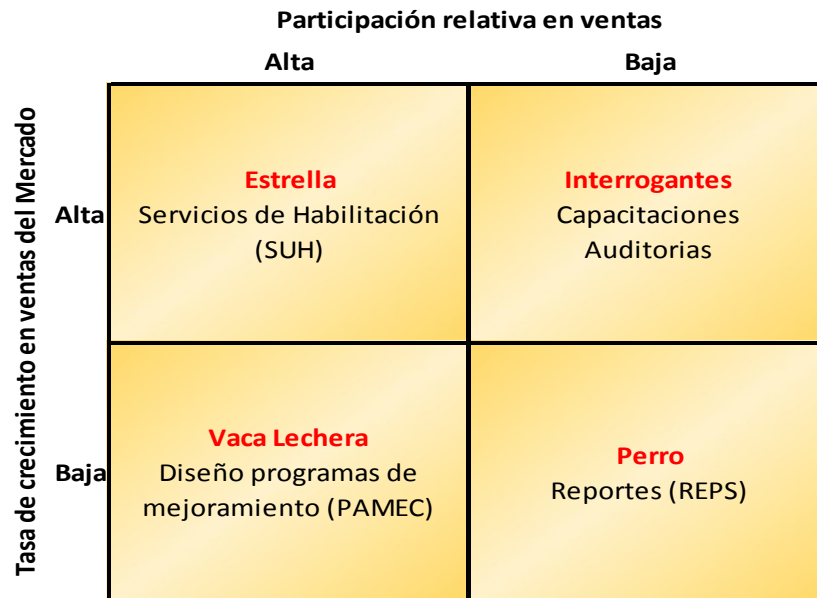 Participación relativa en ventas
Alta
Baja
Tasa de crecimiento en ventas del Mercado
Alta
Estrella
Servicios de Habilitación
(SUH)
Interrogantes
Capacitaciones
Auditorias
Baja
Vaca Lechera
Diseño programas de
mejoramiento (PAMEC)
Perro
Reportes (REPS)